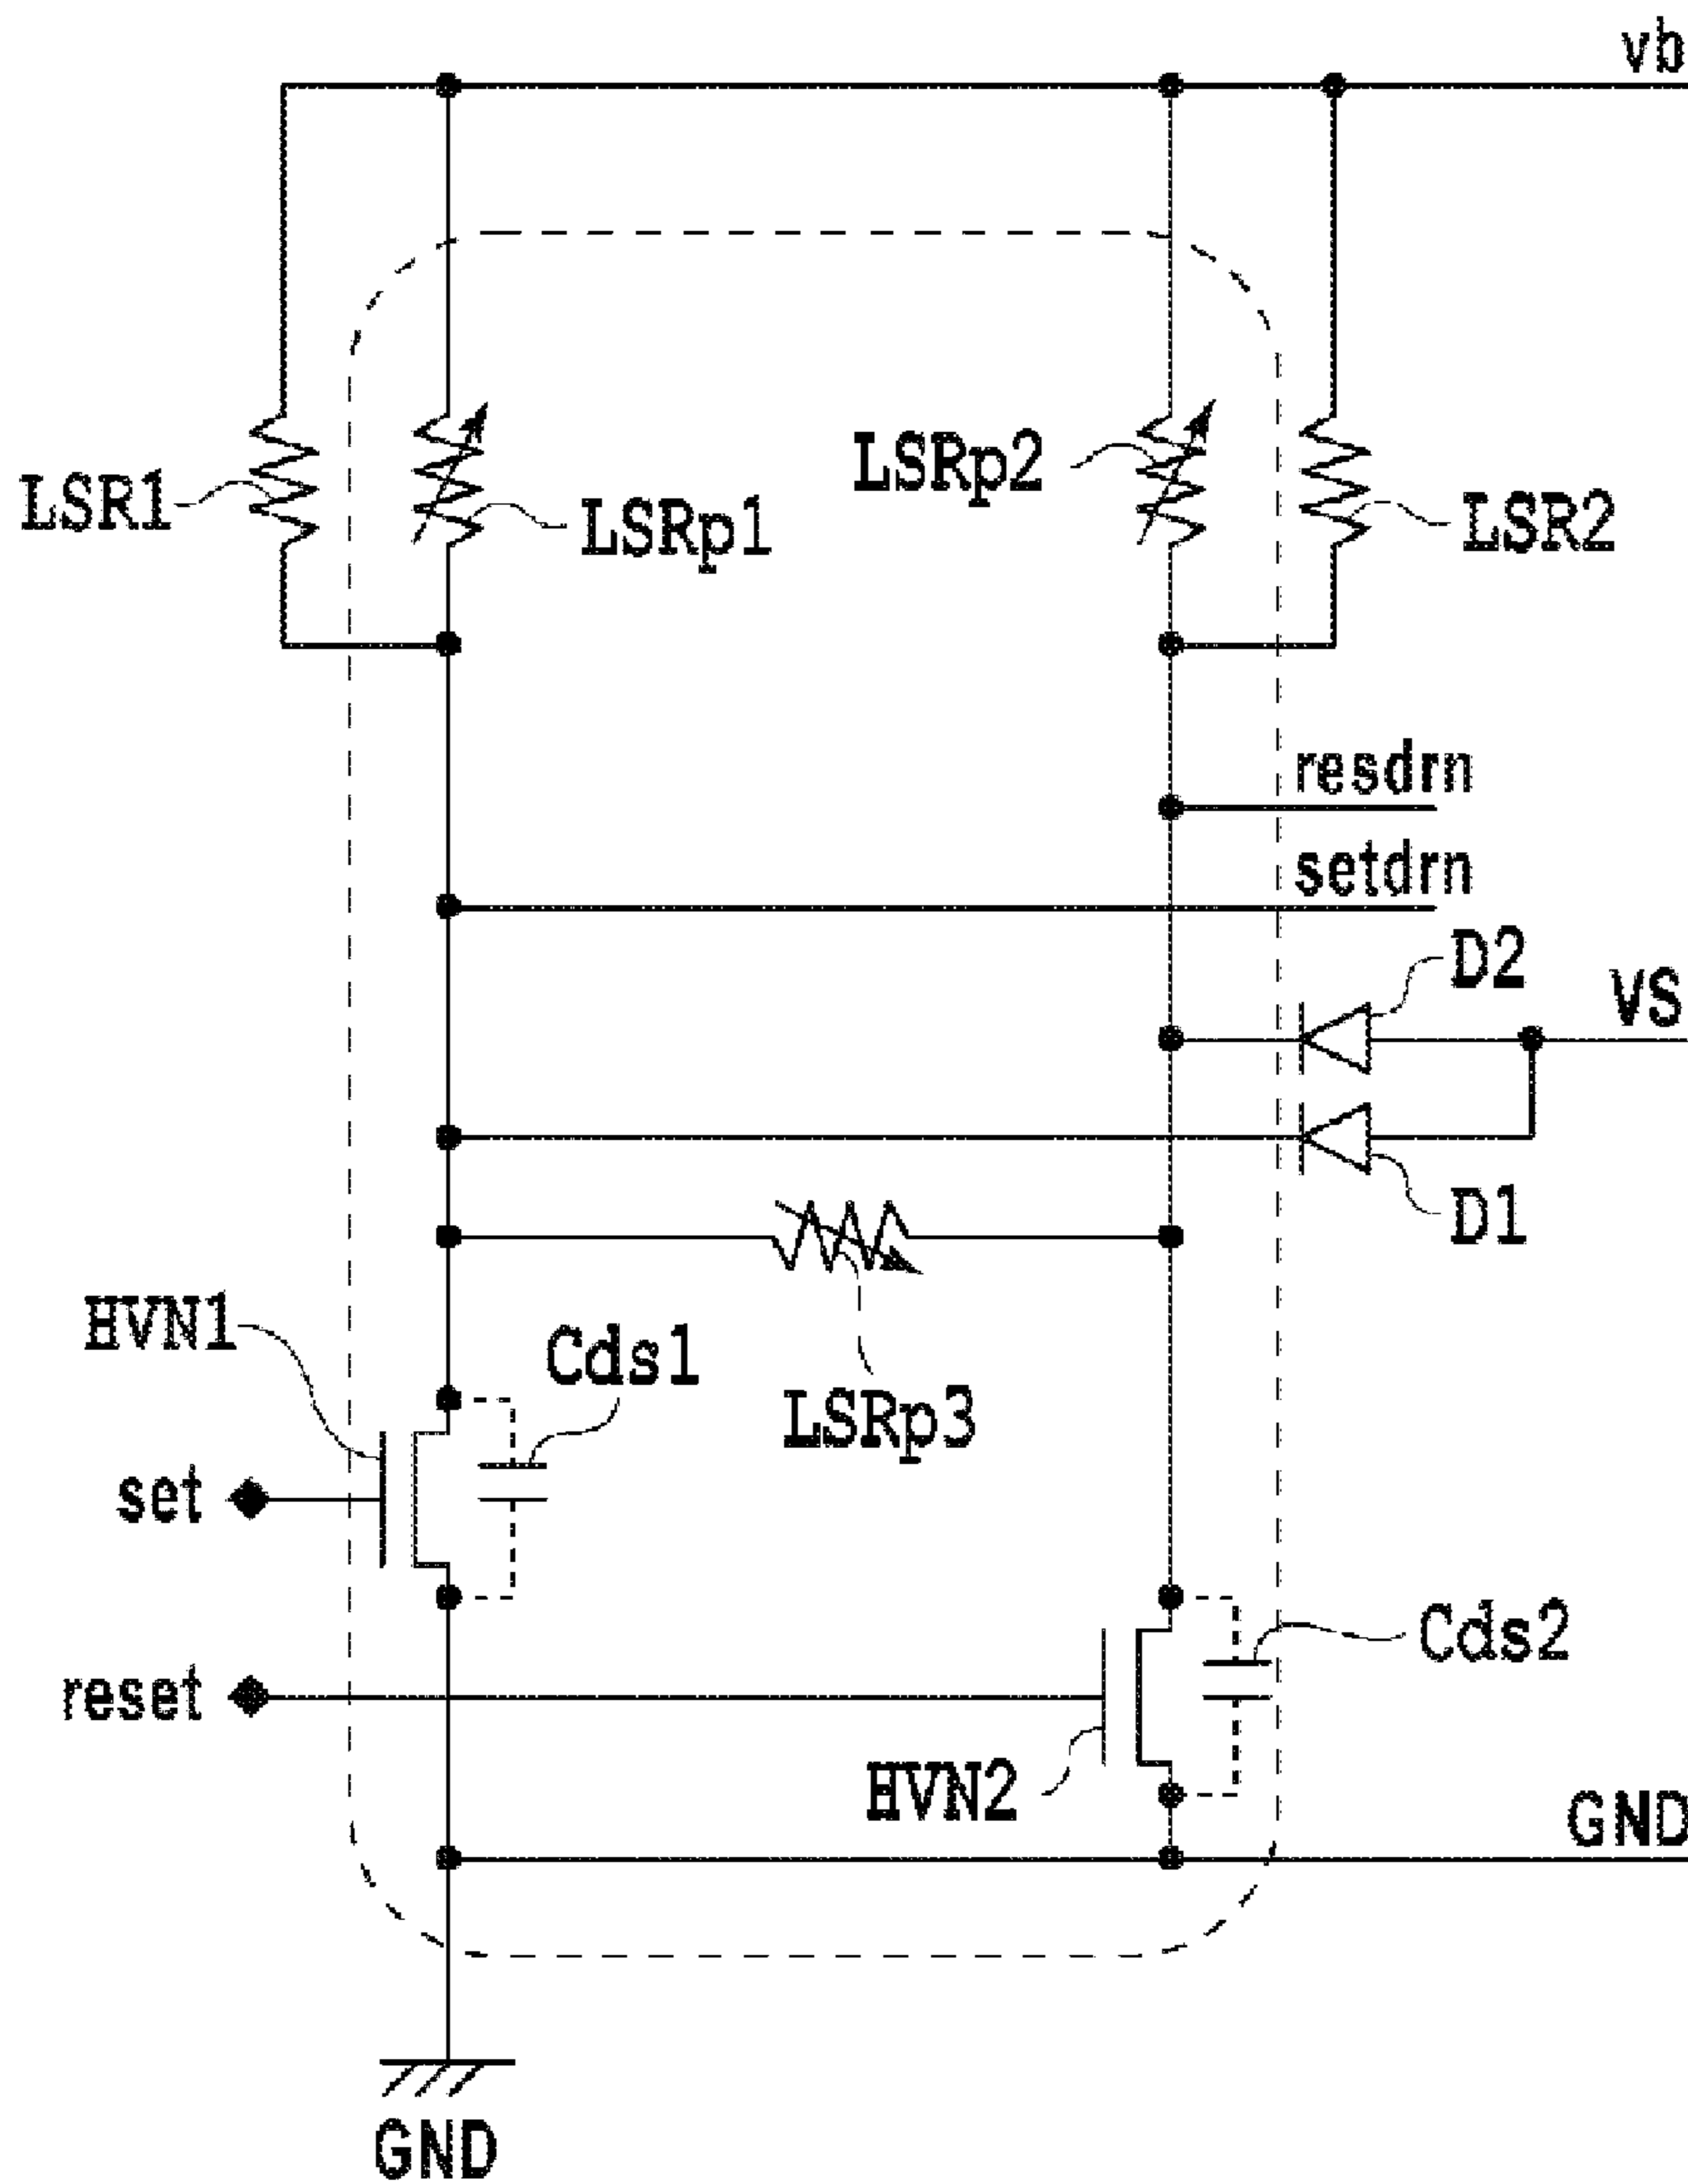 vb
LSR1
LSRp1
LSRp2
LSR2
resdrn
setdrn
D2
VS
D1
HVN1
Cds1
LSRp3
set
reset
Cds2
HVN2
GND
GND